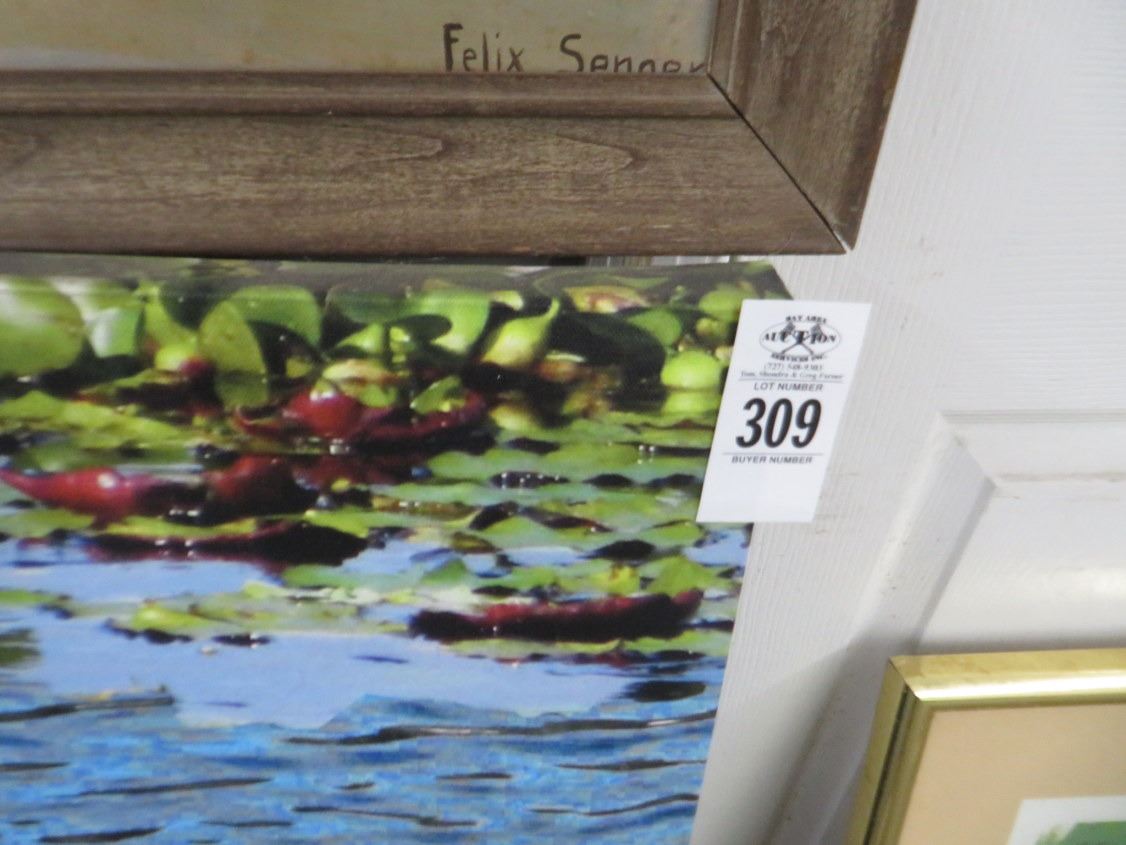 Felix Senner
BAY AREA
AUCTION
SERVICES INC.
LOT NUMBER
309
BUYER NUMBER